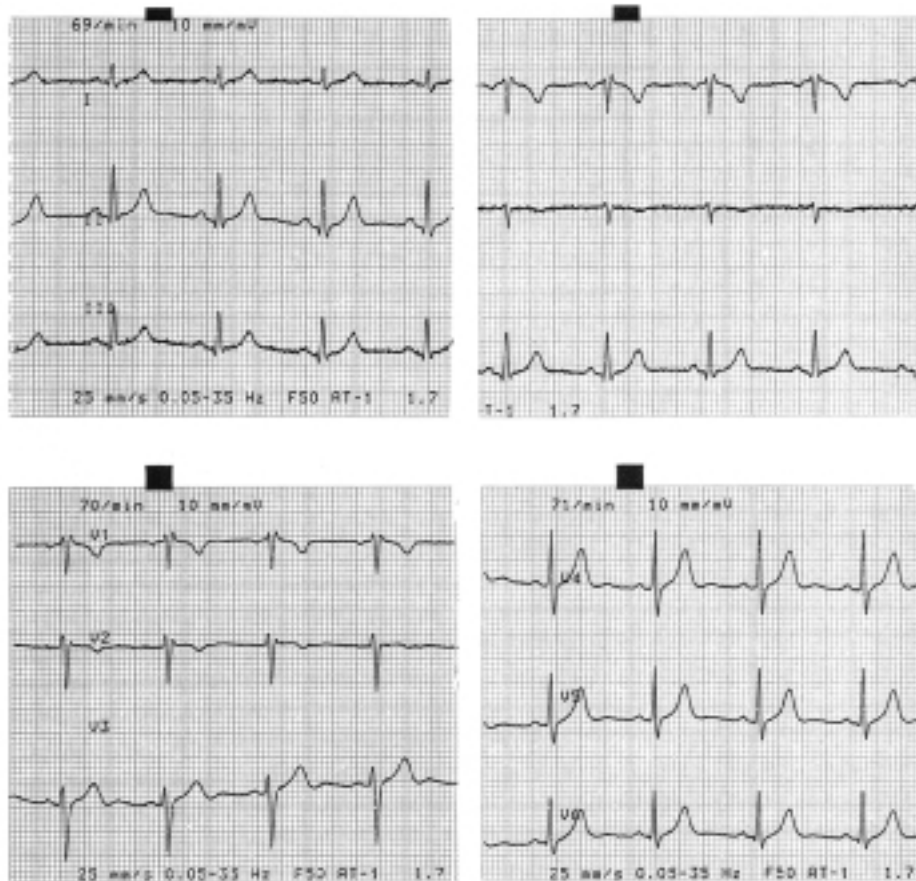 69/min 10 mm/mV
I
II
III
25 mm/s 0.05-35 Hz F50 AT-1 1.7
T-1 1.7
70/min 10 mm/mV
V1
V2
V3
25 mm/s 0.05-35 Hz F50 AT-1 1.7
71/min 10 mm/mV
V4
V5
V6
25 mm/s 0.05-35 Hz F50 AT-1 1.7